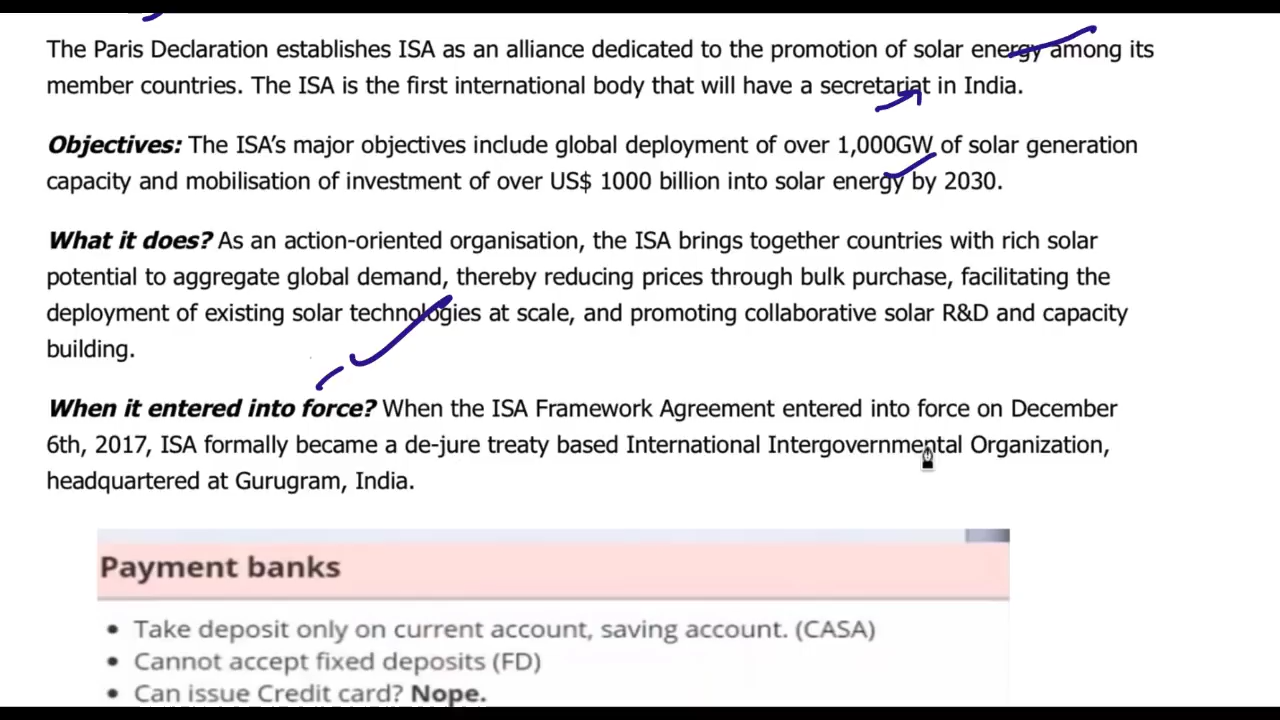 The Paris Declaration establishes ISA as an alliance dedicated to the promotion of solar energy among its
member countries. The ISA is the first international body that will have a secretariat in India.
Objectives: The ISA’s major objectives include global deployment of over 1,000GW of solar generation
capacity and mobilisation of investment of over US$ 1000 billion into solar energy by 2030.
What it does? As an action-oriented organisation, the ISA brings together countries with rich solar
potential to aggregate global demand, thereby reducing prices through bulk purchase, facilitating the
deployment of existing solar technologies at scale, and promoting collaborative solar R&D and capacity
building.
When it entered into force? When the ISA Framework Agreement entered into force on December
6th, 2017, ISA formally became a de-jure treaty based International Intergovernmental Organization,
headquartered at Gurugram, India.
Payment banks
• Take deposit only on current account, saving account. (CASA)
• Cannot accept fixed deposits (FD)
• Can issue Credit card? Nope.